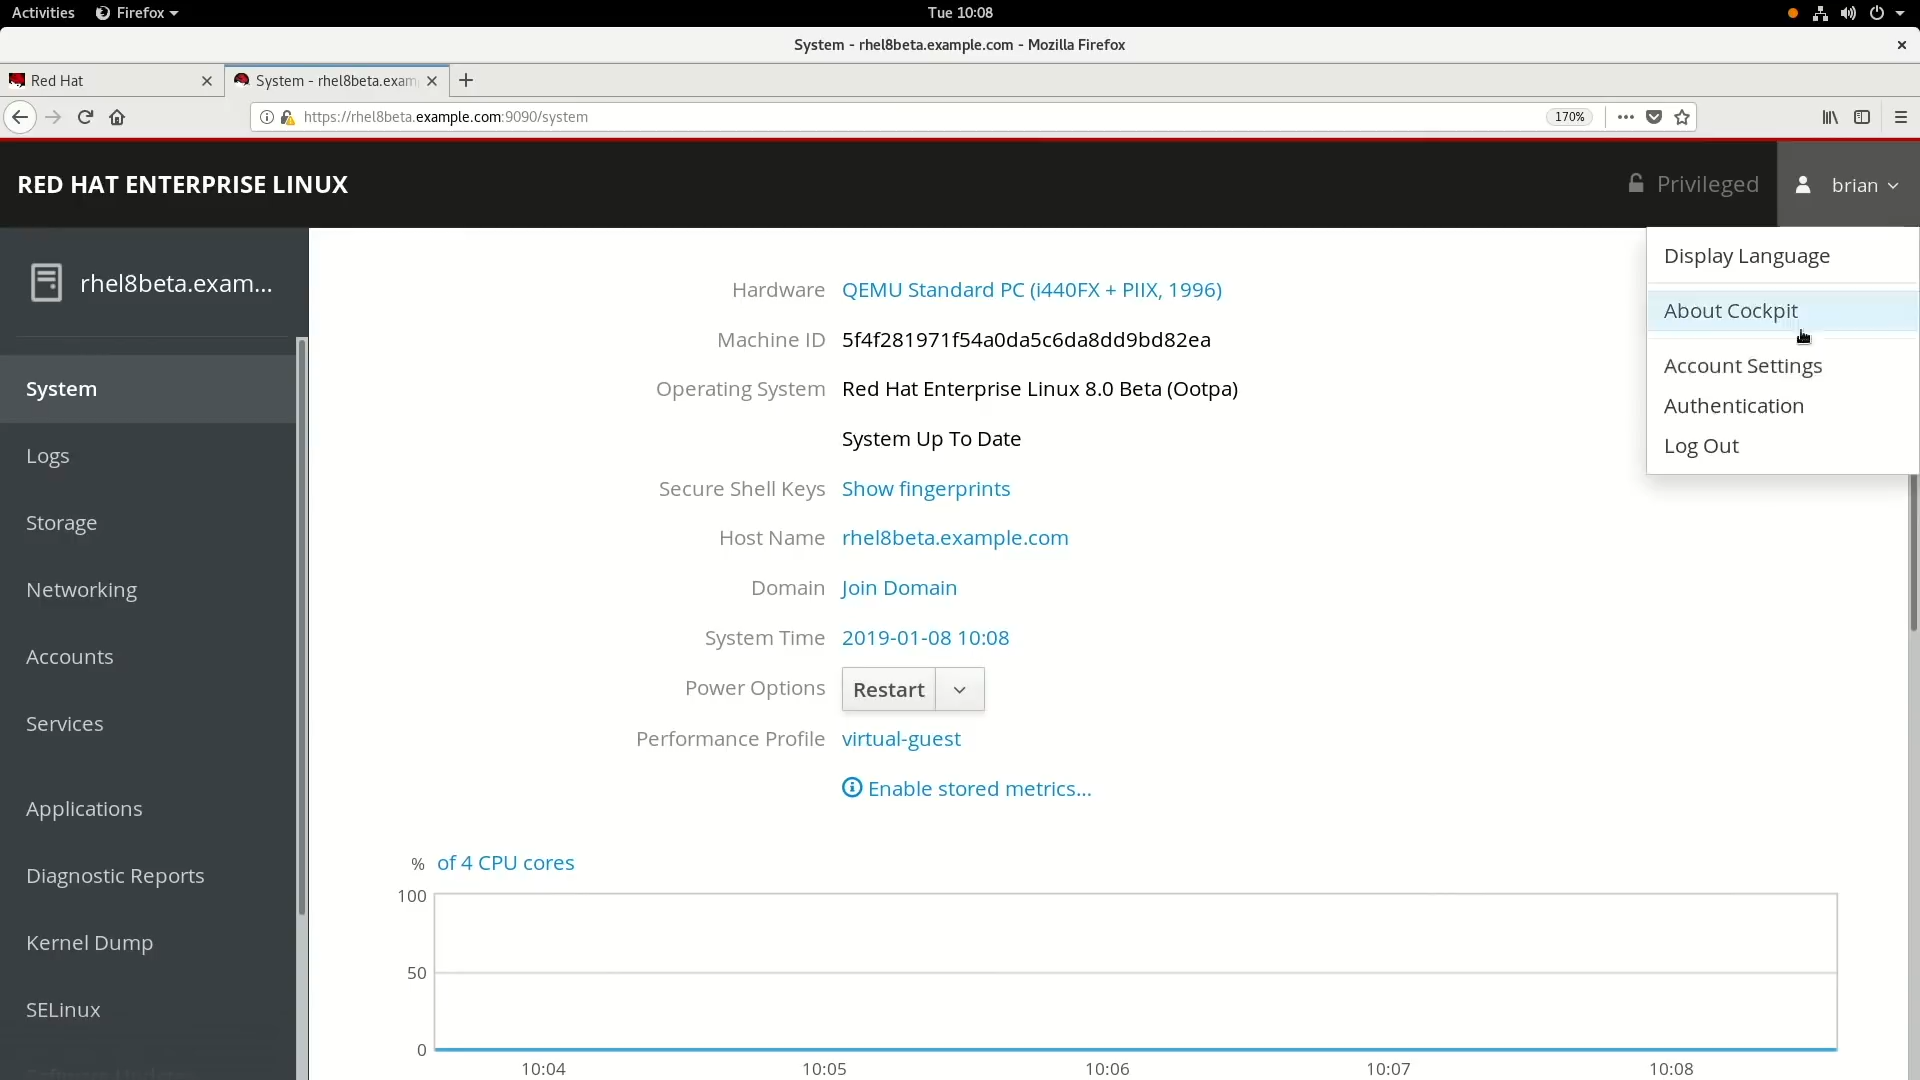 Activities Firefox Tue 10:08
System - rhel8beta.example.com - Mozilla Firefox
Red Hat System - rhel8beta.exam
https://rhel8beta.example.com:9090/system 170%
RED HAT ENTERPRISE LINUX Privileged brian
Display Language
About Cockpit
Account Settings
Authentication
Log Out
rhel8beta.exam...
System
Logs
Storage
Networking
Accounts
Services
Applications
Diagnostic Reports
Kernel Dump
SELinux
Hardware QEMU Standard PC (i440FX + PIIX, 1996)
Machine ID 5f4f281971f54a0da5c6da8dd9bd82ea
Operating System Red Hat Enterprise Linux 8.0 Beta (Ootpa)
System Up To Date
Secure Shell Keys Show fingerprints
Host Name rhel8beta.example.com
Domain Join Domain
System Time 2019-01-08 10:08
Power Options Restart
Performance Profile virtual-guest
Enable stored metrics...
% of 4 CPU cores
100
50
0
10:04 10:05 10:06 10:07 10:08